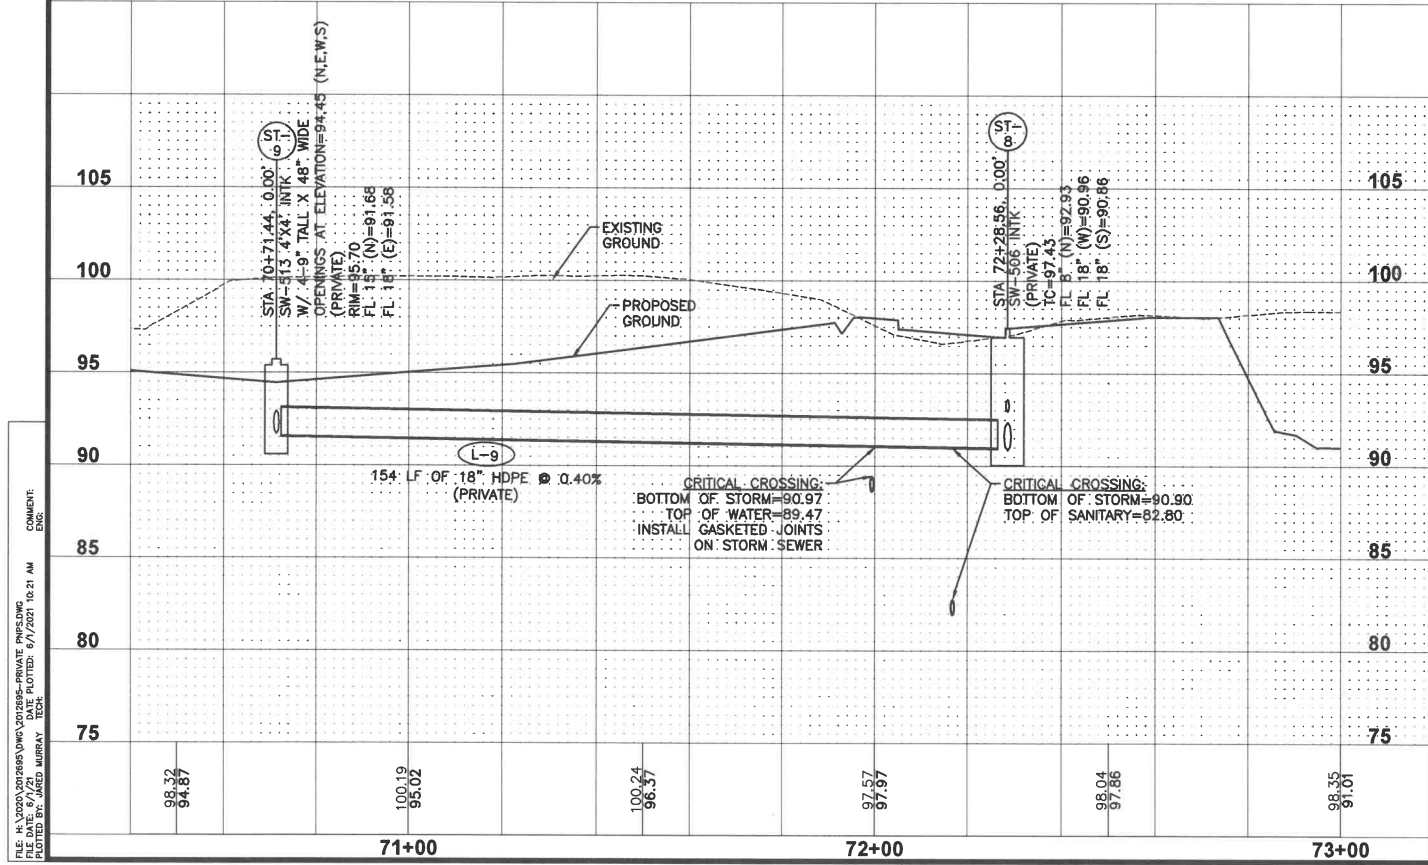 ST-
9
STA 70+71.44, 0.00'
SW-513 4'X4' INTK
W/ 4-9" TALL X 48" WIDE
OPENINGS AT ELEVATION=94.45 (N,E,W,S)
(PRIVATE)
RIM=95.70
FL 15" (N)=91.68
FL 18" (E)=91.58
ST-
8
STA 72+28.56, 0.00'
SW-506 INTK
(PRIVATE)
TC=97.43
FL 8" (N)=92.93
FL 18" (W)=90.96
FL 18" (S)=90.86
105
105
EXISTING
GROUND
100
100
PROPOSED
GROUND
95
95
90
90
L-9
154 LF OF 18" HDPE @ 0.40%
(PRIVATE)
CRITICAL CROSSING:
BOTTOM OF STORM=90.97
TOP OF WATER=89.47
INSTALL GASKETED JOINTS
ON STORM SEWER
CRITICAL CROSSING:
BOTTOM OF STORM=90.90
TOP OF SANITARY=82.80
85
85
80
80
75
75
98.32
94.87
100.19
95.02
100.24
96.37
97.57
97.97
98.04
97.86
98.35
91.01
71+00
72+00
73+00
FILE: H:\2020\2012695\DWG\2012695-PRIVATE PNPS.DWG
FILE DATE: 6/1/21 DATE PLOTTED: 6/1/2021 10:21 AM COMMENT:
PLOTTED BY: JARED MURRAY TECH: ENG: